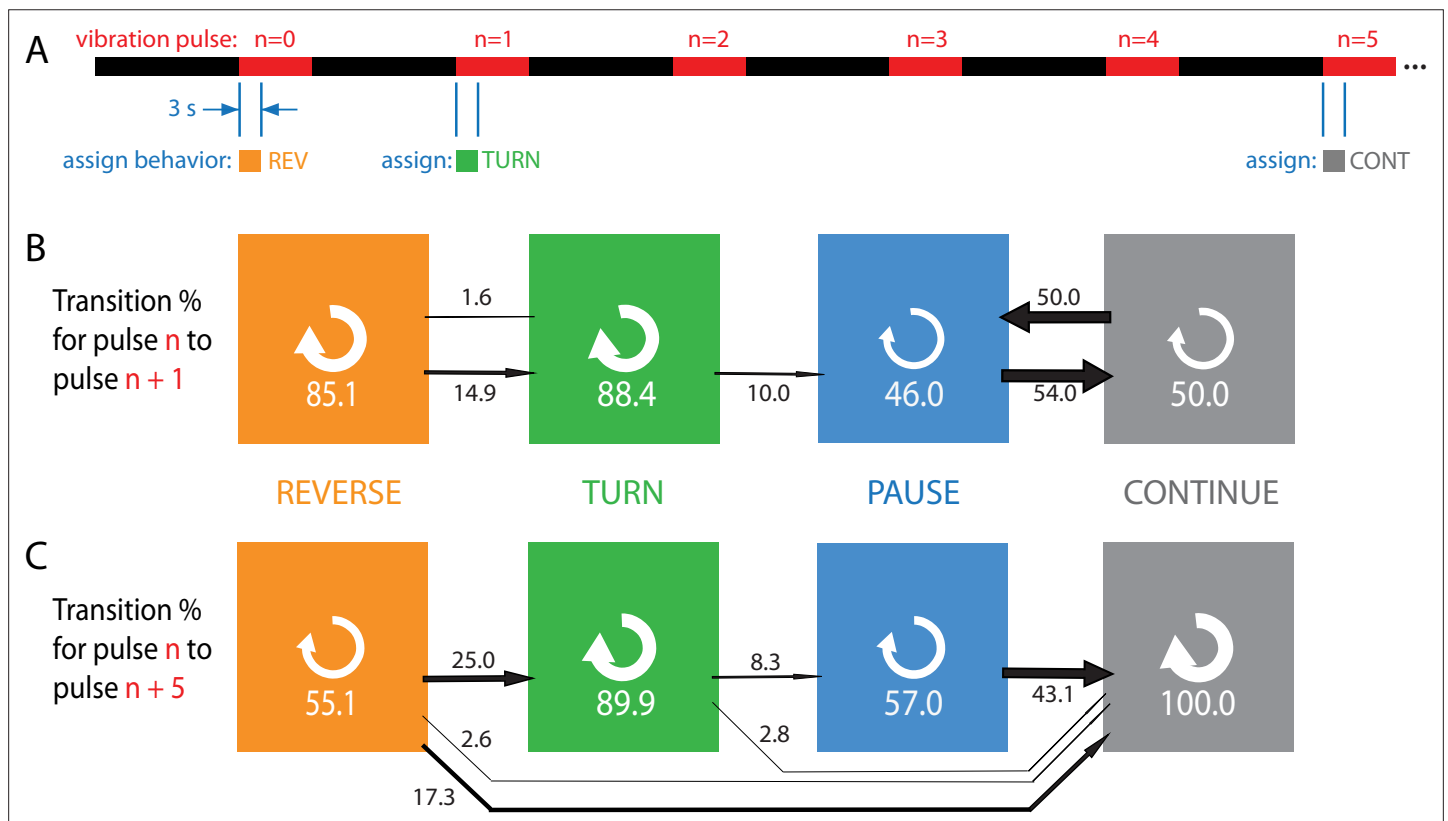 A
vibration pulse: n=0 n=1 n=2 n=3 n=4 n=5
...
3 s
assign behavior: REV assign: TURN assign: CONT
B
Transition %
for pulse n to
pulse n + 1
1.6 50.0
85.1 14.9 88.4 10.0 46.0 54.0 50.0
REVERSE TURN PAUSE CONTINUE
C
Transition %
for pulse n to
pulse n + 5
25.0 8.3
55.1 89.9 57.0 43.1 100.0
2.6 2.8
17.3